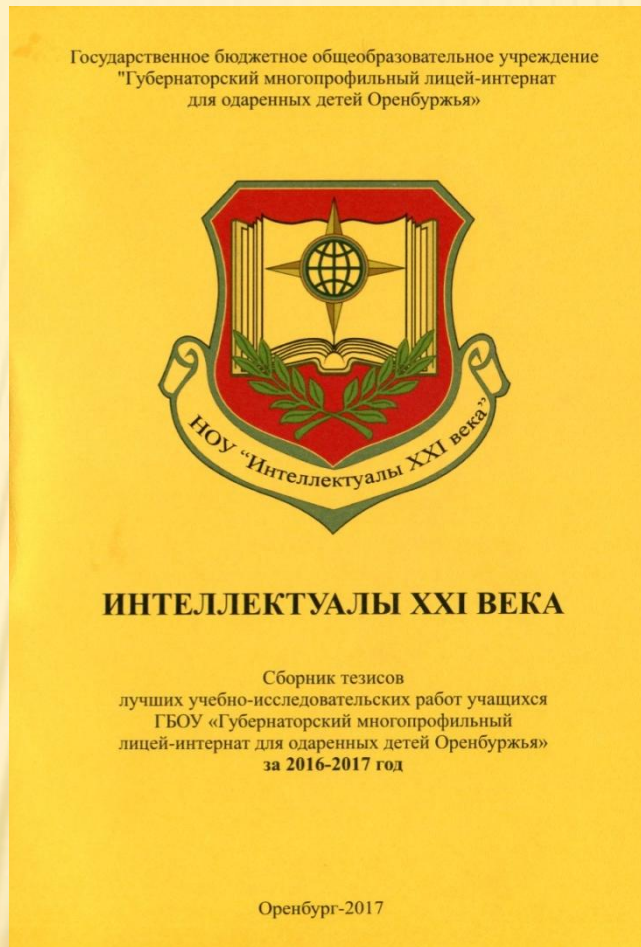 Государственное бюджетное общеобразовательное учреждение
"Губернаторский многопрофильный лицей-интернат
для одаренных детей Оренбуржья»
НОУ “Интеллектуалы XXI века”
ИНТЕЛЛЕКТУАЛЫ XXI ВЕКА
Сборник тезисов
лучших учебно-исследовательских работ учащихся
ГБОУ «Губернаторский многопрофильный
лицей-интернат для одаренных детей Оренбуржья»
за 2016-2017 год
Оренбург-2017